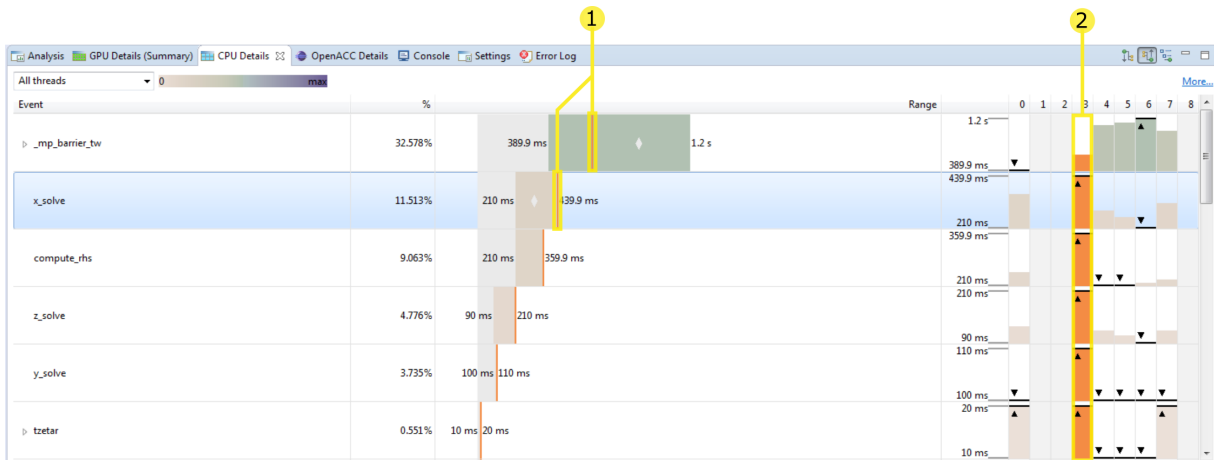 1
2
Analysis GPU Details (Summary) CPU Details OpenACC Details Console Settings Error Log
All threads 0 max More...
Event % Range 0 1 2 3 4 5 6 7 8
_mp_barrier_tw 32.578% 389.9 ms 1.2 s 1.2 s 389.9 ms
x_solve 11.513% 210 ms 439.9 ms 439.9 ms 210 ms
compute_rhs 9.063% 210 ms 359.9 ms 359.9 ms 210 ms
z_solve 4.776% 90 ms 210 ms 210 ms 90 ms
y_solve 3.735% 100 ms 110 ms 110 ms 100 ms
tzetar 0.551% 10 ms 20 ms 20 ms 10 ms